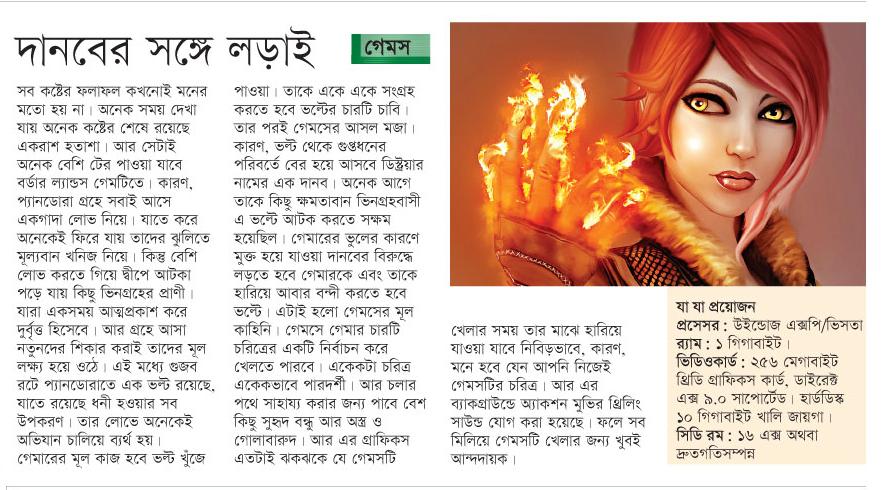 দানবের সঙ্গে লড়াই
গেমস
সব কষ্টের ফলাফল কখনোই মনের
মতো হয় না। অনেক সময় দেখা
যায় অনেক কষ্টের শেষে রয়েছে
একরাশ হতাশা। আর সেটাই
অনেক বেশি টের পাওয়া যাবে
বর্ডার ল্যান্ডস গেমটিতে। কারণ,
প্যানডোরা গ্রহে সবাই আসে
একগাদা লোভ নিয়ে। যাতে করে
অনেকেই ফিরে যায় তাদের ঝুলিতে
মূল্যবান খনিজ নিয়ে। কিন্তু বেশি
লোভ করতে গিয়ে দ্বীপে আটকা
পড়ে যায় কিছু ভিনগ্রহের প্রাণী।
যারা একসময় আত্মপ্রকাশ করে
দুর্বৃত্ত হিসেবে। আর গ্রহে আসা
নতুনদের শিকার করাই তাদের মূল
লক্ষ্য হয়ে ওঠে। এই মধ্যে গুজব
রটে প্যানডোরাতে এক ভল্ট রয়েছে,
যাতে রয়েছে ধনী হওয়ার সব
উপকরণ। তার লোভে অনেকেই
অভিযান চালিয়ে ব্যর্থ হয়।
গেমারের মূল কাজ হবে ভল্ট খুঁজে
পাওয়া। তাকে একে একে সংগ্রহ
করতে হবে ভল্টের চারটি চাবি।
তার পরই গেমসের আসল মজা।
কারণ, ভল্ট থেকে গুপ্তধনের
পরিবর্তে বের হয়ে আসবে ডিস্ট্রয়ার
নামের এক দানব। অনেক আগে
তাকে কিছু ক্ষমতাবান ভিনগ্রহবাসী
এ ভল্টে আটক করতে সক্ষম
হয়েছিল। গেমারের ভুলের কারণে
মুক্ত হয়ে যাওয়া দানবের বিরুদ্ধে
লড়তে হবে গেমারকে এবং তাকে
হারিয়ে আবার বন্দী করতে হবে
ভল্টে। এটাই হলো গেমসের মূল
কাহিনি। গেমসে গেমার চারটি
চরিত্রের একটি নির্বাচন করে
খেলতে পারবে। একেকটা চরিত্র
একেকভাবে পারদর্শী। আর চলার
পথে সাহায্য করার জন্য পাবে বেশ
কিছু সুহৃদ বন্ধু আর অস্ত্র ও
গোলাবারুদ। আর এর গ্রাফিকস
এতটাই ঝকঝকে যে গেমসটি
খেলার সময় তার মাঝে হারিয়ে
যাওয়া যাবে নিবিড়ভাবে, কারণ,
মনে হবে যেন আপনি নিজেই
গেমসটির চরিত্র। আর এর
ব্যাকগ্রাউন্ডে অ্যাকশন মুভির থ্রিলিং
সাউন্ড যোগ করা হয়েছে। ফলে সব
মিলিয়ে গেমসটি খেলার জন্য খুবই
আনন্দদায়ক।
যা যা প্রয়োজন
প্রসেসর : উইন্ডোজ এক্সপি/ভিসতা
র‌্যাম : ১ গিগাবাইট।
ভিডিওকার্ড : ২৫৬ মেগাবাইট
থ্রিডি গ্রাফিকস কার্ড, ডাইরেক্ট
এক্স ৯.০ সাপোর্টেড। হার্ডডিস্ক
১০ গিগাবাইট খালি জায়গা।
সিডি রম : ১৬ এক্স অথবা
দ্রুতগতিসম্পন্ন